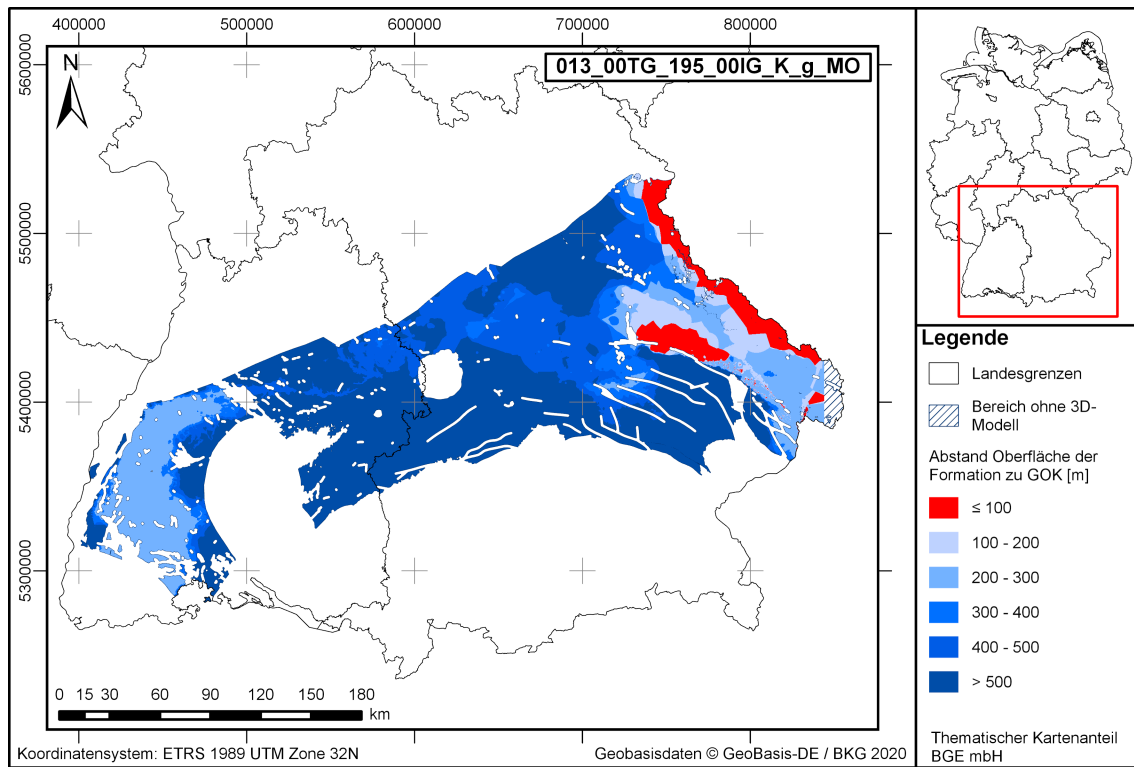 400000 500000 600000 700000 800000
5600000
5500000
5400000
5300000
N
013_00TG_195_00IG_K_g_MO
0 15 30 60 90 120 150 180
km
Koordinatensystem: ETRS 1989 UTM Zone 32N
Geobasisdaten © GeoBasis-DE / BKG 2020
Legende
Landesgrenzen
Bereich ohne 3D-
Modell
Abstand Oberfläche der
Formation zu GOK [m]
≤ 100
100 - 200
200 - 300
300 - 400
400 - 500
> 500
Thematischer Kartenanteil
BGE mbH